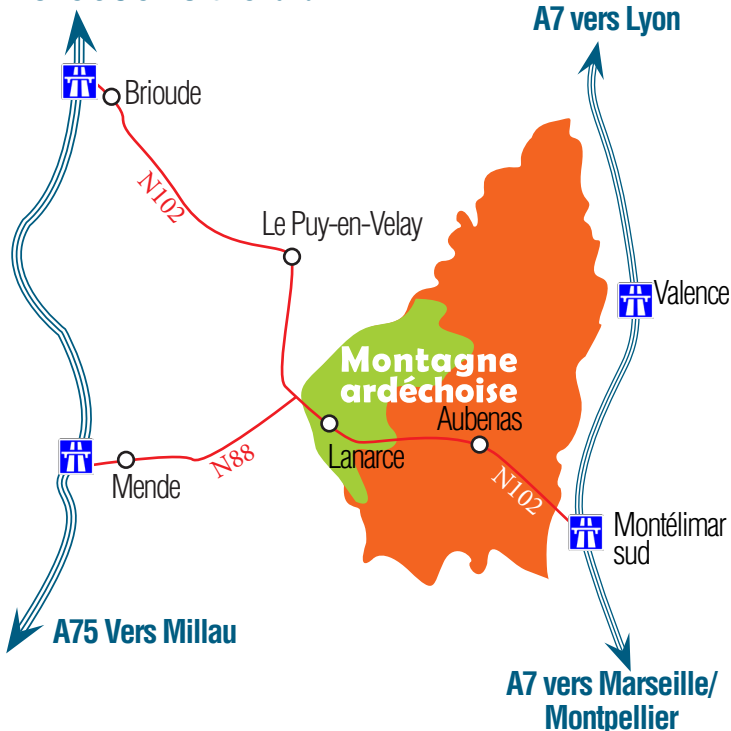 A7 vers Lyon
Brioude
N102
Le Puy-en-Velay
Valence
Montagne
ardéchoise
Aubenas
Lanarce
N88
Mende
N102
Montélimar
sud
A75 Vers Millau
A7 vers Marseille/
Montpellier